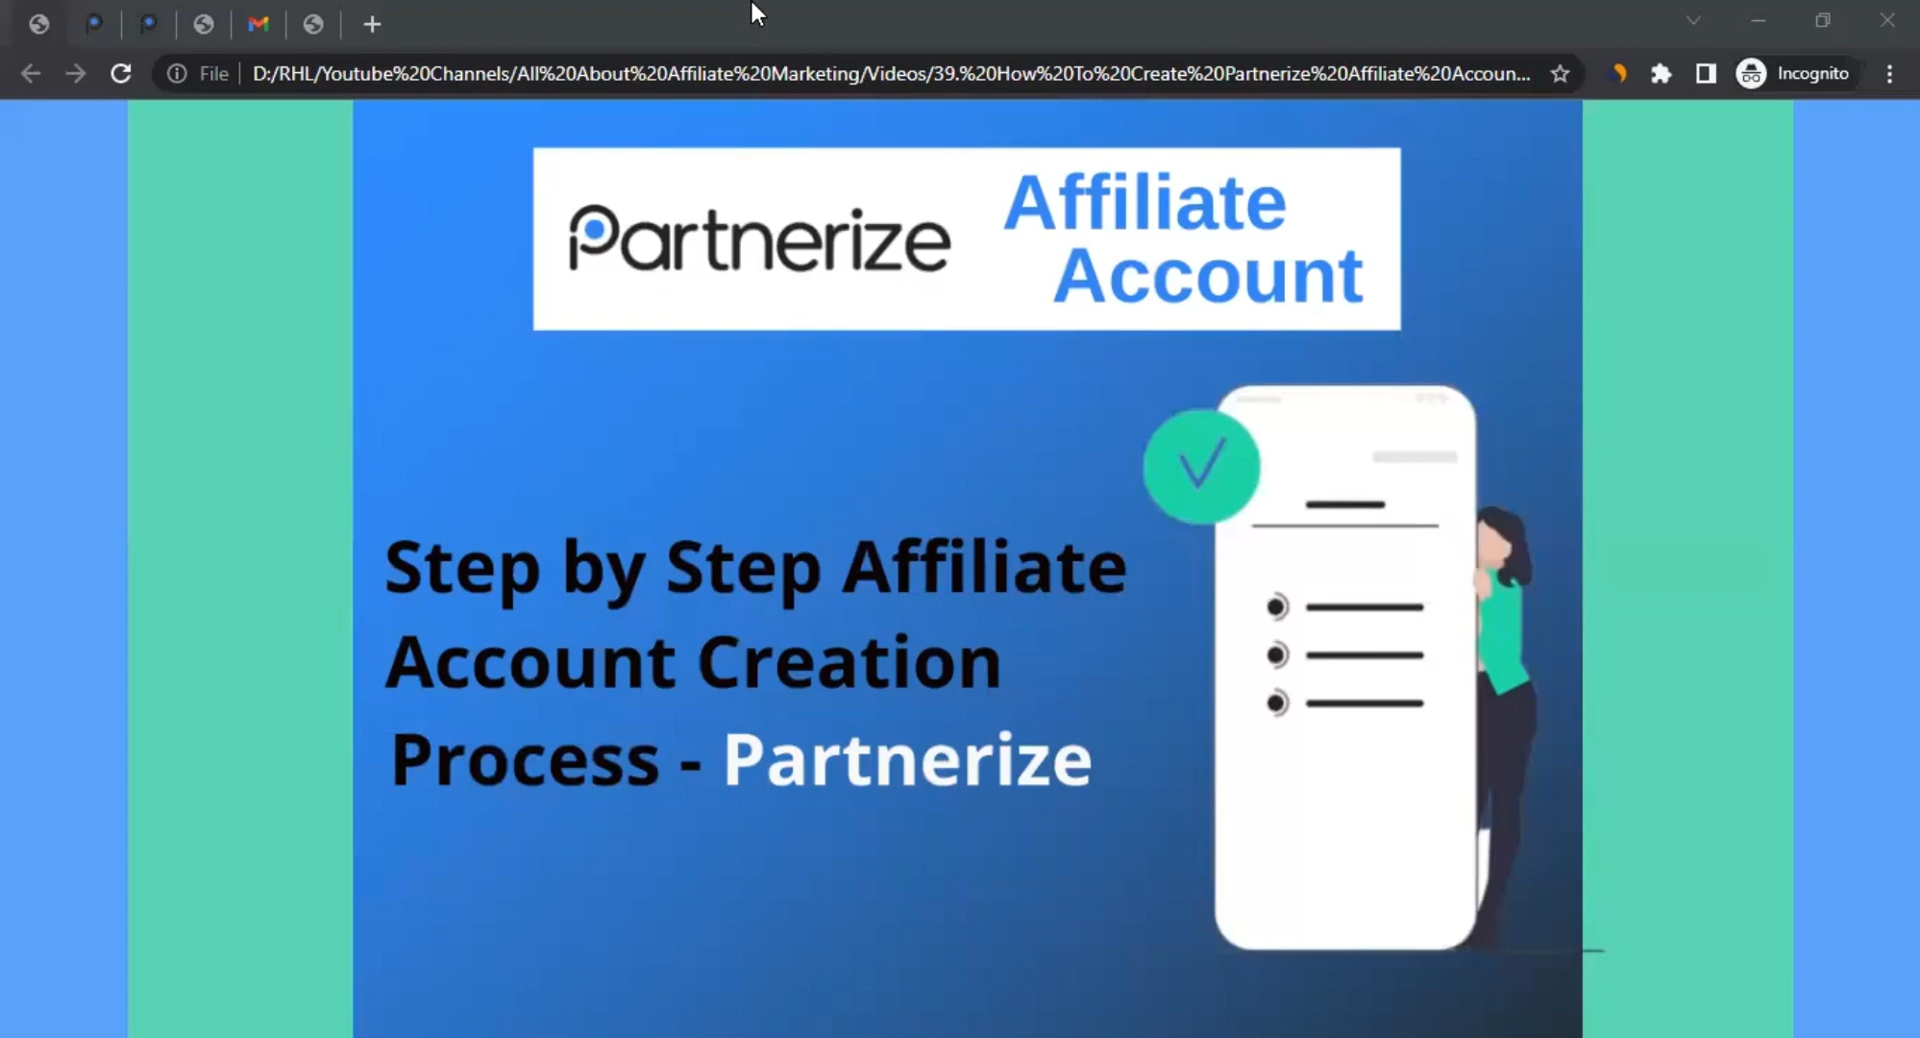 File
D:/RHL/Youtube%20Channels/All%20About%20Affiliate%20Marketing/Videos/39.%20How%20To%20Create%20Partnerize%20Affiliate%20Accoun...
Incognito
Partnerize
Affiliate
Account
Step by Step Affiliate
Account Creation
Process - Partnerize